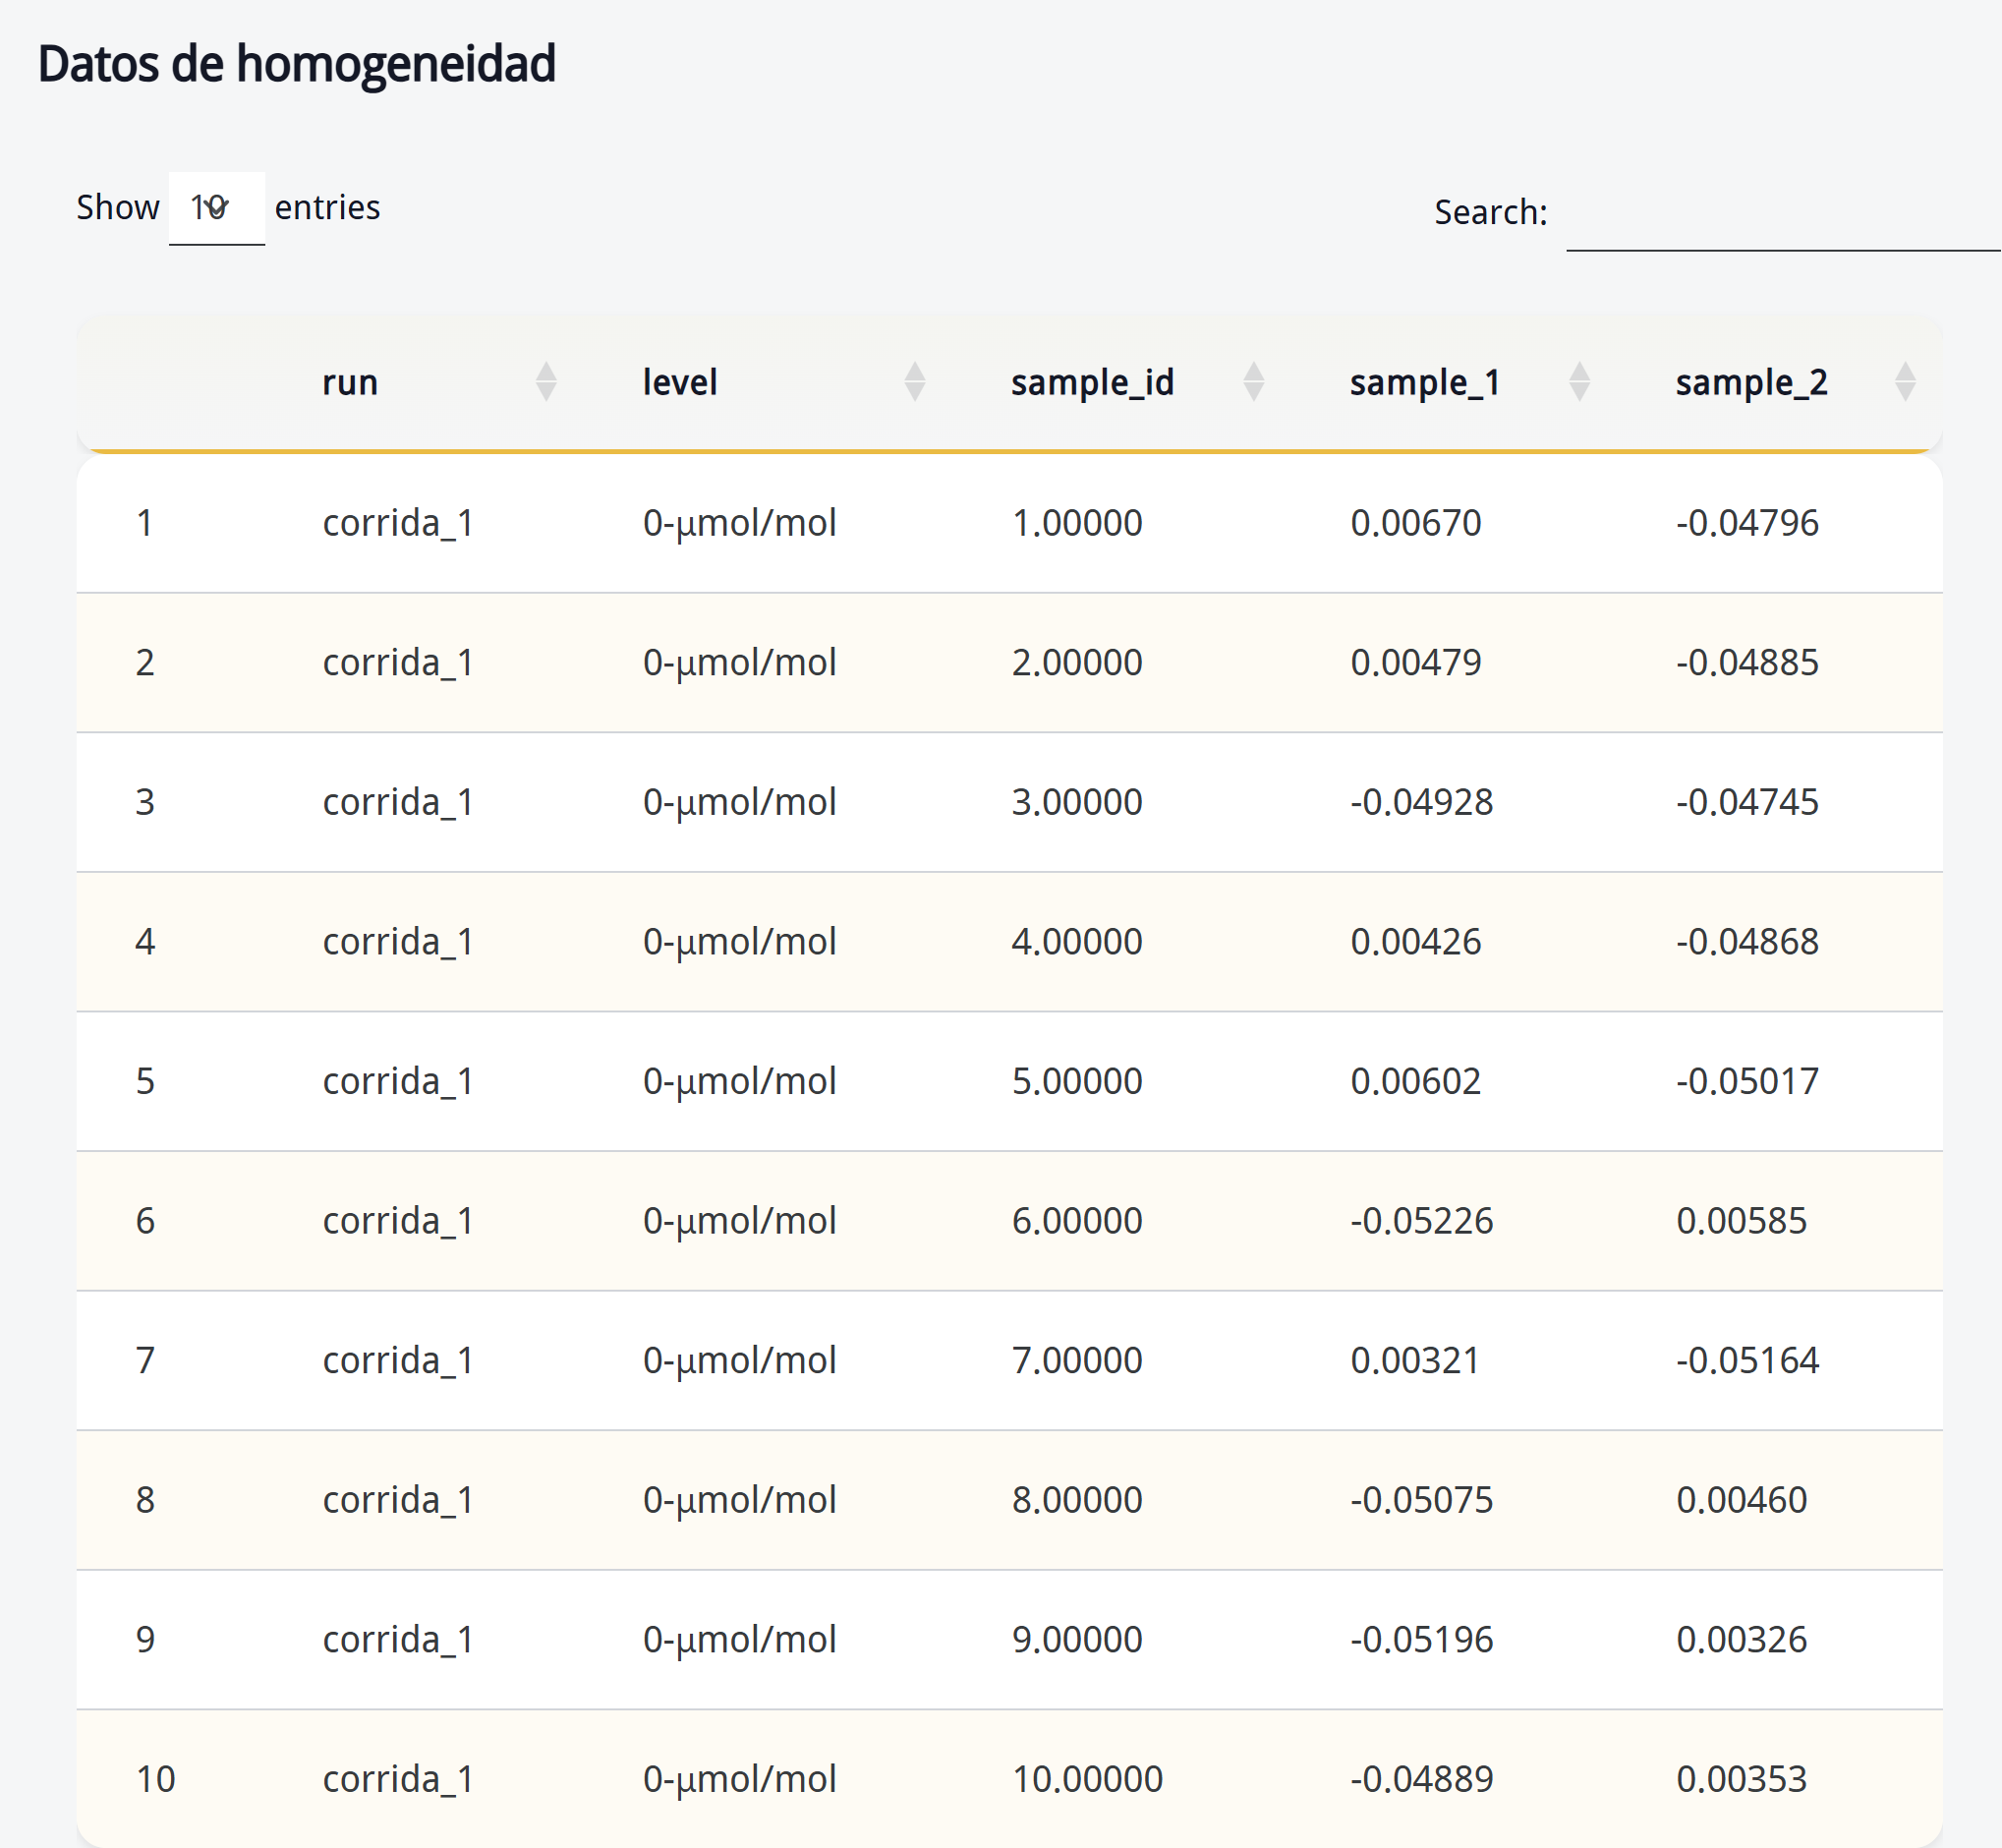 Datos de homogeneidad
Show 10 entries
Search:
run level sample_id sample_1 sample_2
1 corrida_1 0-μmol/mol 1.00000 0.00670 -0.04796
2 corrida_1 0-μmol/mol 2.00000 0.00479 -0.04885
3 corrida_1 0-μmol/mol 3.00000 -0.04928 -0.04745
4 corrida_1 0-μmol/mol 4.00000 0.00426 -0.04868
5 corrida_1 0-μmol/mol 5.00000 0.00602 -0.05017
6 corrida_1 0-μmol/mol 6.00000 -0.05226 0.00585
7 corrida_1 0-μmol/mol 7.00000 0.00321 -0.05164
8 corrida_1 0-μmol/mol 8.00000 -0.05075 0.00460
9 corrida_1 0-μmol/mol 9.00000 -0.05196 0.00326
10 corrida_1 0-μmol/mol 10.00000 -0.04889 0.00353